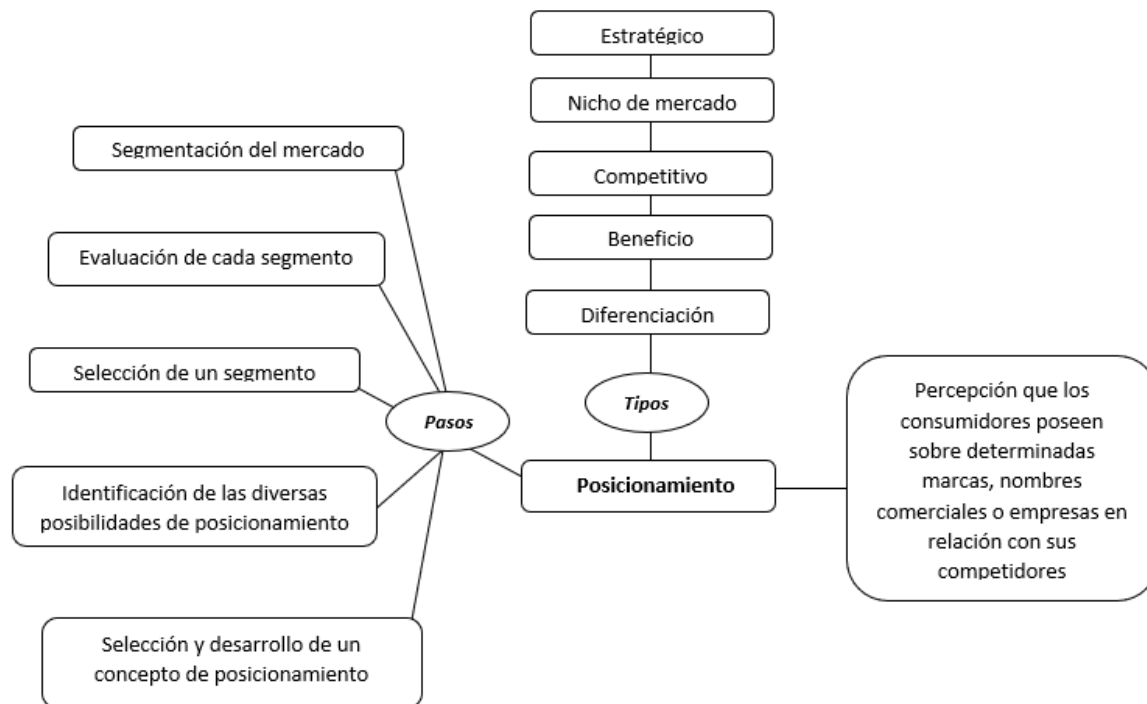 Estratégico
Nicho de mercado
Competitivo
Beneficio
Diferenciación
Tipos
Segmentación del mercado
Evaluación de cada segmento
Selección de un segmento
Pasos
Identificación de las diversas
posibilidades de posicionamiento
Selección y desarrollo de un
concepto de posicionamiento
Posicionamiento
Percepción que los
consumidores poseen
sobre determinadas
marcas, nombres
comerciales o empresas en
relación con sus
competidores